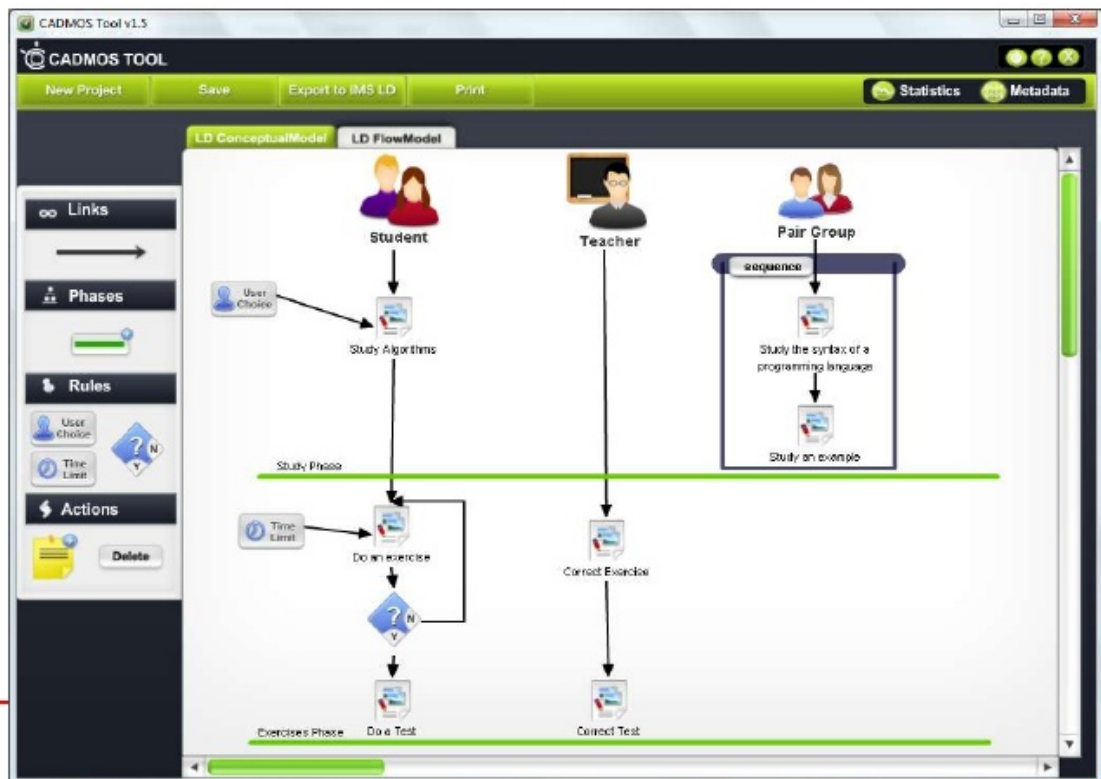 CADMOS Tool v1.5
CADMOS TOOL
New Project Save Export to IMS LD Print Statistics Metadata
LD ConceptualModel LD FlowModel
Links
Phases
Rules
User Choice
Time Limit
? N Y
Actions
Delete
Student
Teacher
Pair Group
sequence
User Choice
Study Algorithms
Study the syntax of a
programming language
Study an example
Study Phase
Time Limit
Do an exercise
Correct Exercise
? N
Y
Exercises Phase
Do a Test
Correct Test